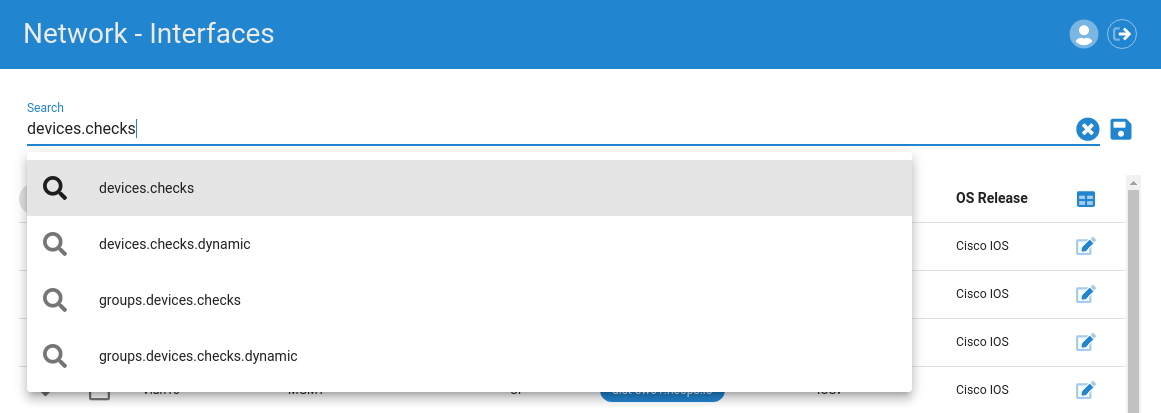 Network - Interfaces
Search
devices.checks
devices.checks
OS Release
devices.checks.dynamic
Cisco IOS
groups.devices.checks
Cisco IOS
groups.devices.checks.dynamic
Cisco IOS
Cisco IOS